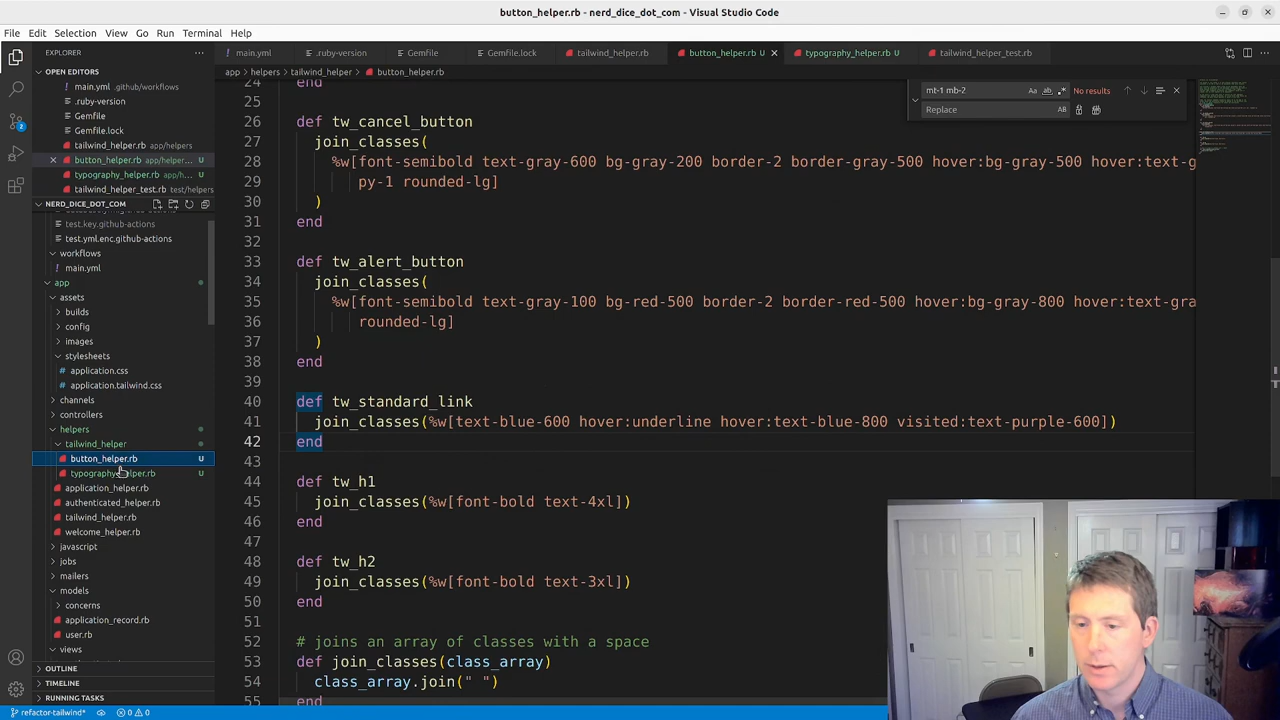 button_helper.rb - nerd_dice_dot_com - Visual Studio Code
File Edit Selection View Go Run Terminal Help
EXPLORER
main.yml .ruby-version Gemfile Gemfile.lock tailwind_helper.rb button_helper.rb U typography_helper.rb U tailwind_helper_test.rb
OPEN EDITORS
app > helpers > tailwind_helper > button_helper.rb
main.yml .github/workflows
.ruby-version
Gemfile
Gemfile.lock
tailwind_helper.rb app/helpers
button_helper.rb app/helper... U
typography_helper.rb app/h... U
tailwind_helper_test.rb test/helpers
NERD_DICE_DOT_COM
test.key.github-actions
test.yml.enc.github-actions
workflows
main.yml
app
assets
builds
config
images
stylesheets
application.css
application.tailwind.css
channels
controllers
helpers
tailwind_helper
button_helper.rb U
typography_helper.rb U
application_helper.rb
authenticated_helper.rb
tailwind_helper.rb
welcome_helper.rb
javascript
jobs
mailers
models
concerns
application_record.rb
user.rb
views
OUTLINE
TIMELINE
RUNNING TASKS
mt-1 mb-2 Aa ab .* No results
Replace AB
24 end
25
26 def tw_cancel_button
27 join_classes(
28 %w[font-semibold text-gray-600 bg-gray-200 border-2 border-gray-500 hover:bg-gray-500 hover:text-g
29 py-1 rounded-lg]
30 )
31 end
32
33 def tw_alert_button
34 join_classes(
35 %w[font-semibold text-gray-100 bg-red-500 border-2 border-red-500 hover:bg-gray-800 hover:text-gra
36 rounded-lg]
37 )
38 end
39
40 def tw_standard_link
41 join_classes(%w[text-blue-600 hover:underline hover:text-blue-800 visited:text-purple-600])
42 end
43
44 def tw_h1
45 join_classes(%w[font-bold text-4xl])
46 end
47
48 def tw_h2
49 join_classes(%w[font-bold text-3xl])
50 end
51
52 # joins an array of classes with a space
53 def join_classes(class_array)
54 class_array.join(" ")
55 end
refactor-tailwind* 0 0